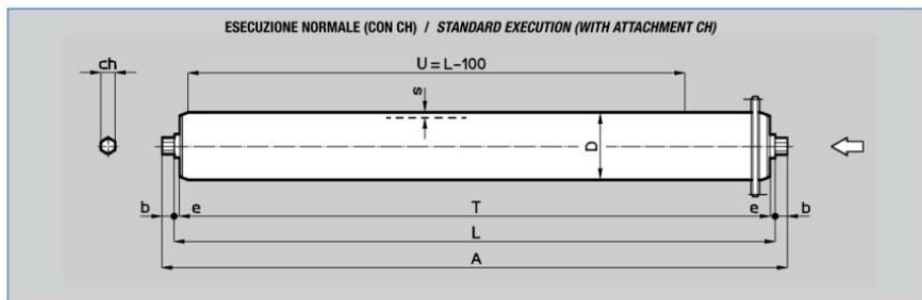 ESECUZIONE NORMALE (CON CH) / STANDARD EXECUTION (WITH ATTACHMENT CH)
ch
U=L-100
s
D
b
e
T
e
b
L
A